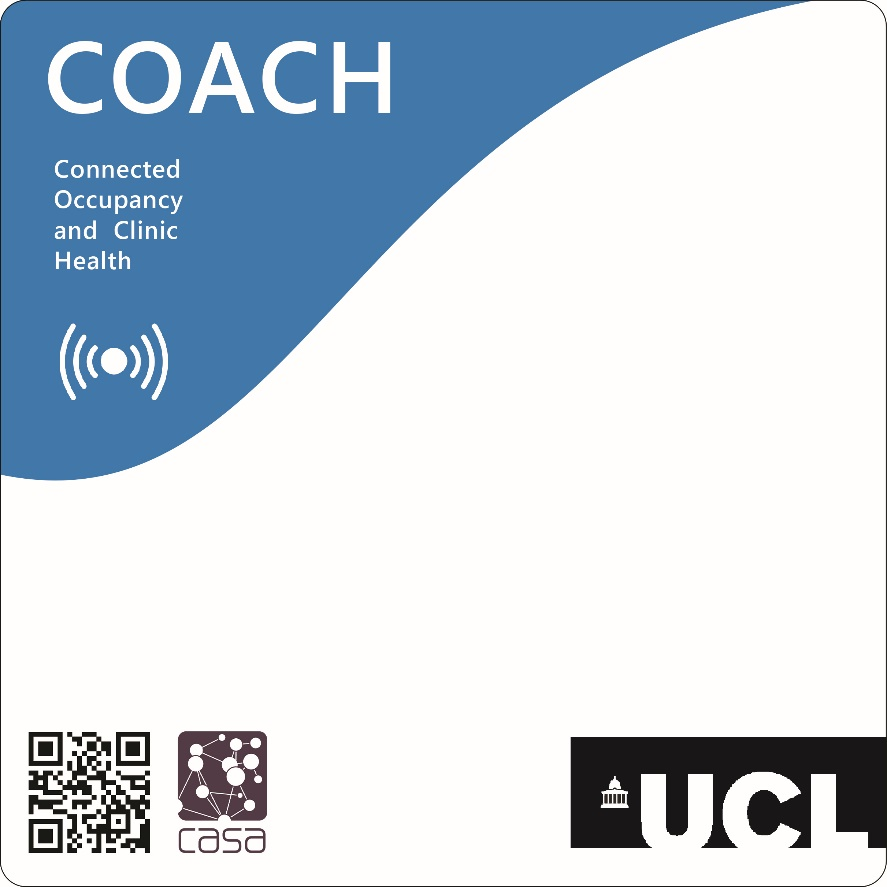 COACH
Connected
Occupancy
and Clinic
Health
casa
UCL